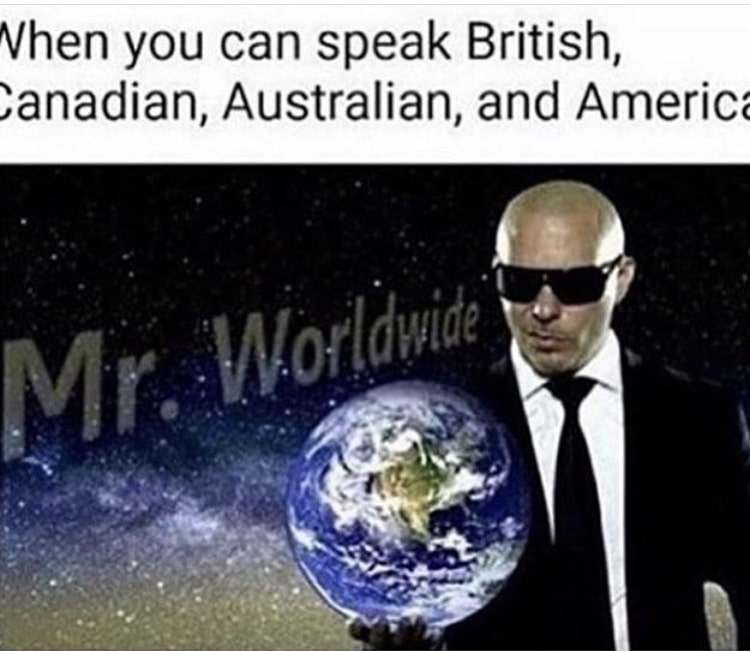 When you can speak British,
Canadian, Australian, and America
Mr. Worldwide